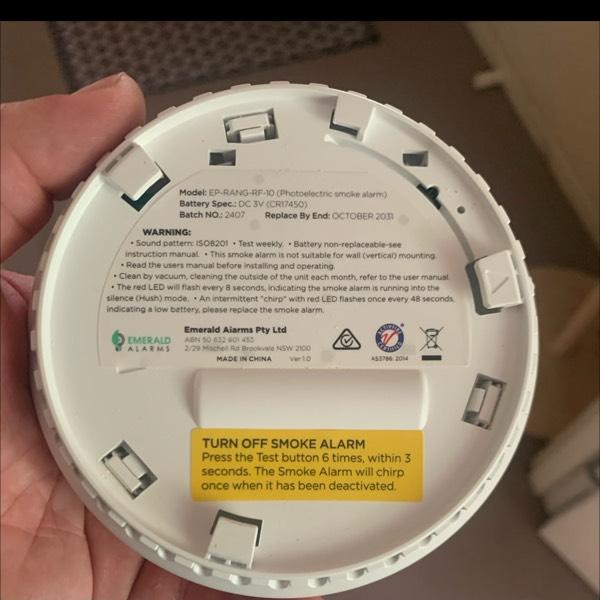 Model: EP-RANG-RF-10 (Photoelectric smoke alarm)
Battery Spec.: DC 3V (CR17450)
Batch NO.: 2407 Replace By End: OCTOBER 2031
WARNING:
• Sound pattern: ISO8201 • Test weekly. • Battery non-replaceable-see
instruction manual. • This smoke alarm is not suitable for wall (vertical) mounting.
• Read the users manual before installing and operating.
• Clean by vacuum, cleaning the outside of the unit each month, refer to the user manual.
• The red LED will flash every 8 seconds, indicating the smoke alarm is running into the
silence (Hush) mode. • An intermittent "chirp" with red LED flashes once every 48 seconds,
indicating a low battery, please replace the smoke alarm.
EMERALD
ALARMS
Emerald Alarms Pty Ltd
ABN 50 632 801 453
2/29 Mitchell Rd Brookvale NSW 2100
MADE IN CHINA Ver 1.0
AS3786: 2014
TURN OFF SMOKE ALARM
Press the Test button 6 times, within 3
seconds. The Smoke Alarm will chirp
once when it has been deactivated.